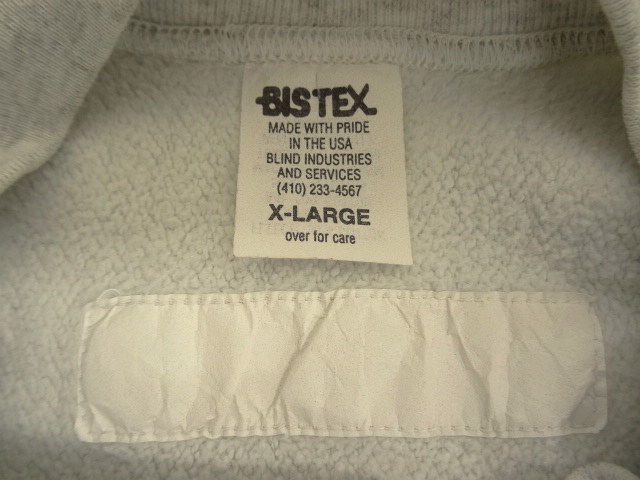 BISTEX
MADE WITH PRIDE
IN THE USA
BLIND INDUSTRIES
AND SERVICES
(410) 233-4567
X-LARGE
over for care